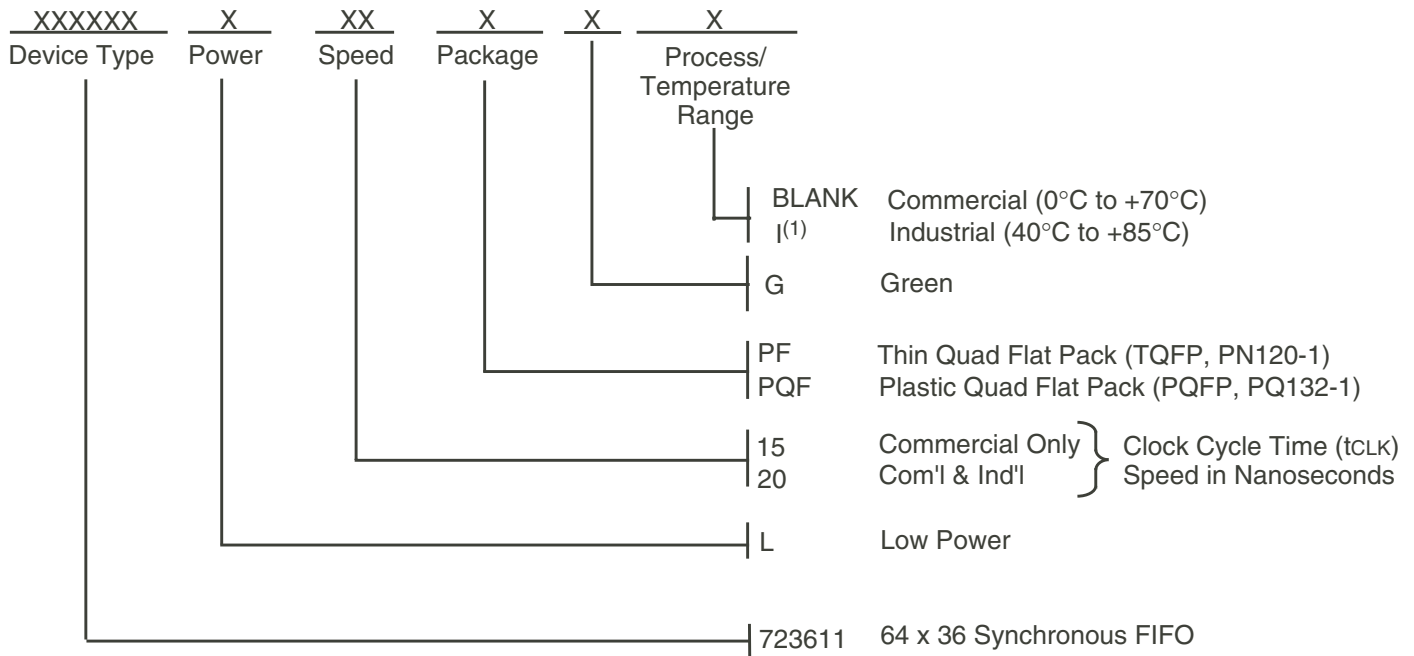 XXXXXX X XX X X X
Device Type Power Speed Package Process/
Temperature
Range
BLANK Commercial (0°C to +70°C)
I(1) Industrial (40°C to +85°C)
G Green
PF Thin Quad Flat Pack (TQFP, PN120-1)
PQF Plastic Quad Flat Pack (PQFP, PQ132-1)
15 Commercial Only Clock Cycle Time (tCLK)
20 Com'l & Ind'l Speed in Nanoseconds
L Low Power
723611 64 x 36 Synchronous FIFO